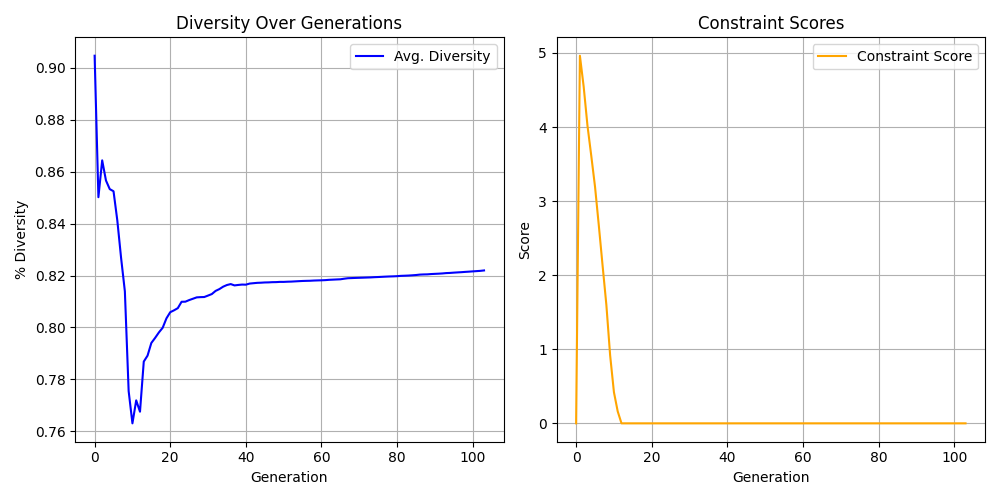 Diversity Over Generations
Avg. Diversity
% Diversity
0.90
0.88
0.86
0.84
0.82
0.80
0.78
0.76
0 20 40 60 80 100
Generation
Constraint Scores
Constraint Score
Score
5
4
3
2
1
0
0 20 40 60 80 100
Generation